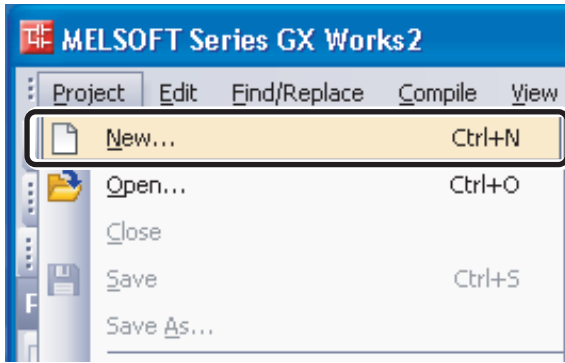 MELSOFT Series GX Works2
Project Edit Find/Replace Compile View
New... Ctrl+N
Open... Ctrl+O
Close
Save Ctrl+S
Save As...